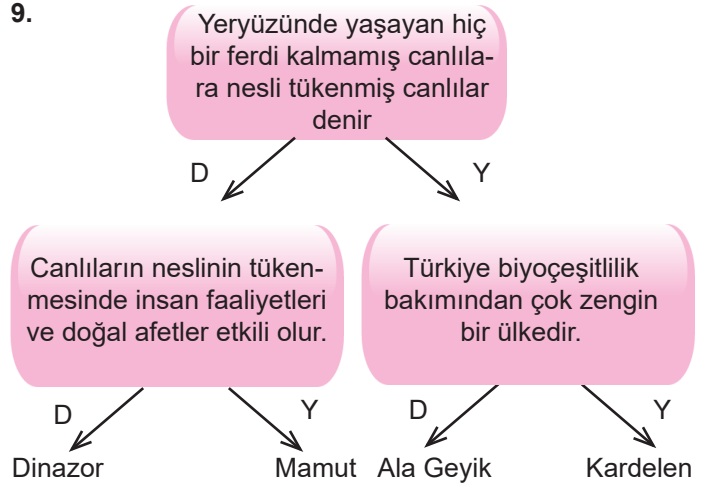 9.
Yeryüzünde yaşayan hiç
bir ferdi kalmamış canlıla-
ra nesli tükenmiş canlılar
denir
D
Y
Canlıların neslinin tüken-
mesinde insan faaliyetleri
ve doğal afetler etkili olur.
Türkiye biyoçeşitlilik
bakımından çok zengin
bir ülkedir.
D
Y
D
Y
Dinazor
Mamut
Ala Geyik
Kardelen